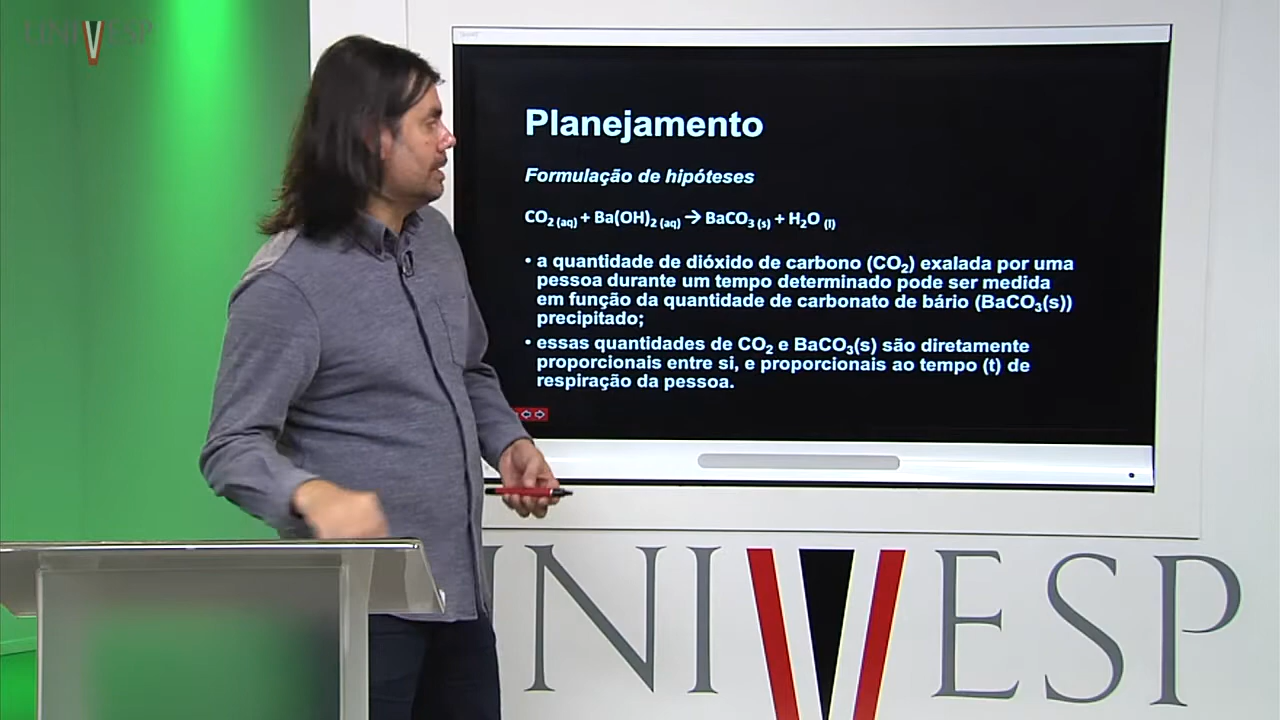 UNIVESP
Planejamento
Formulação de hipóteses
CO₂ (aq) + Ba(OH)₂ (aq) → BaCO₃ (s) + H₂O (l)
• a quantidade de dióxido de carbono (CO₂) exalada por uma
pessoa durante um tempo determinado pode ser medida
em função da quantidade de carbonato de bário (BaCO₃(s))
precipitado;
• essas quantidades de CO₂ e BaCO₃(s) são diretamente
proporcionais entre si, e proporcionais ao tempo (t) de
respiração da pessoa.
UNIVESP